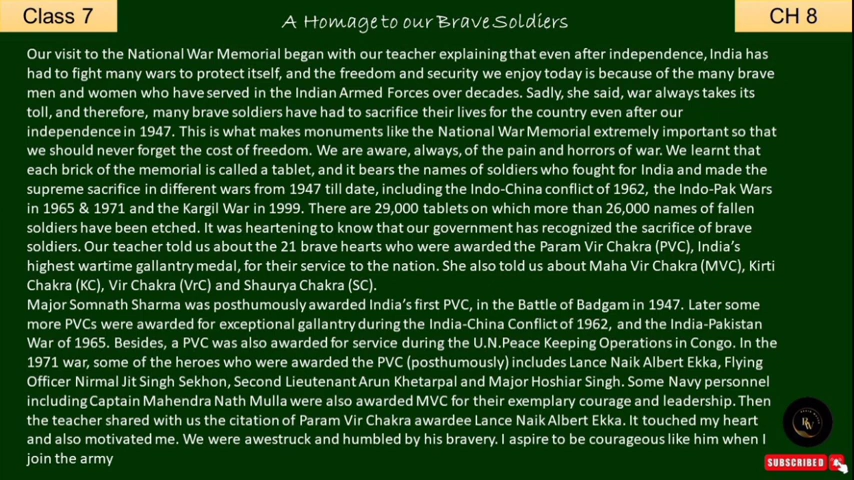 Class 7
A Homage to our Brave Soldiers
CH 8
Our visit to the National War Memorial began with our teacher explaining that even after independence, India has
had to fight many wars to protect itself, and the freedom and security we enjoy today is because of the many brave
men and women who have served in the Indian Armed Forces over decades. Sadly, she said, war always takes its
toll, and therefore, many brave soldiers have had to sacrifice their lives for the country even after our
independence in 1947. This is what makes monuments like the National War Memorial extremely important so that
we should never forget the cost of freedom. We are aware, always, of the pain and horrors of war. We learnt that
each brick of the memorial is called a tablet, and it bears the names of soldiers who fought for India and made the
supreme sacrifice in different wars from 1947 till date, including the Indo-China conflict of 1962, the Indo-Pak Wars
in 1965 & 1971 and the Kargil War in 1999. There are 29,000 tablets on which more than 26,000 names of fallen
soldiers have been etched. It was heartening to know that our government has recognized the sacrifice of brave
soldiers. Our teacher told us about the 21 brave hearts who were awarded the Param Vir Chakra (PVC), India's
highest wartime gallantry medal, for their service to the nation. She also told us about Maha Vir Chakra (MVC), Kirti
Chakra (KC), Vir Chakra (VrC) and Shaurya Chakra (SC).
Major Somnath Sharma was posthumously awarded India's first PVC, in the Battle of Badgam in 1947. Later some
more PVCs were awarded for exceptional gallantry during the India-China Conflict of 1962, and the India-Pakistan
War of 1965. Besides, a PVC was also awarded for service during the U.N.Peace Keeping Operations in Congo. In the
1971 war, some of the heroes who were awarded the PVC (posthumously) includes Lance Naik Albert Ekka, Flying
Officer Nirmal Jit Singh Sekhon, Second Lieutenant Arun Khetarpal and Major Hoshiar Singh. Some Navy personnel
including Captain Mahendra Nath Mulla were also awarded MVC for their exemplary courage and leadership. Then
the teacher shared with us the citation of Param Vir Chakra awardee Lance Naik Albert Ekka. It touched my heart
and also motivated me. We were awestruck and humbled by his bravery. I aspire to be courageous like him when I
join the army
SUBSCRIBED